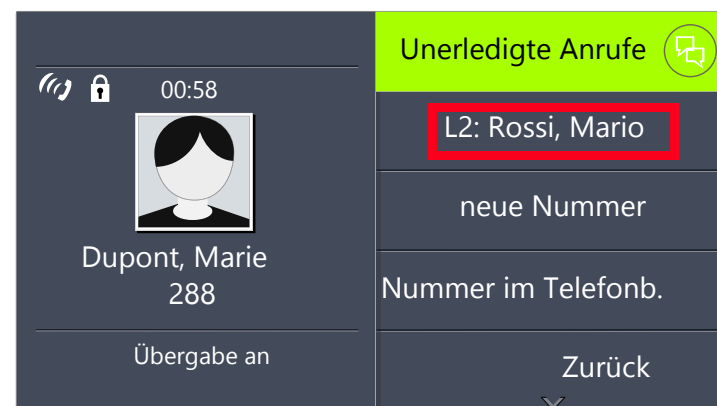 00:58
Dupont, Marie
288
Übergabe an
Unerledigte Anrufe
L2: Rossi, Mario
neue Nummer
Nummer im Telefonb.
Zurück